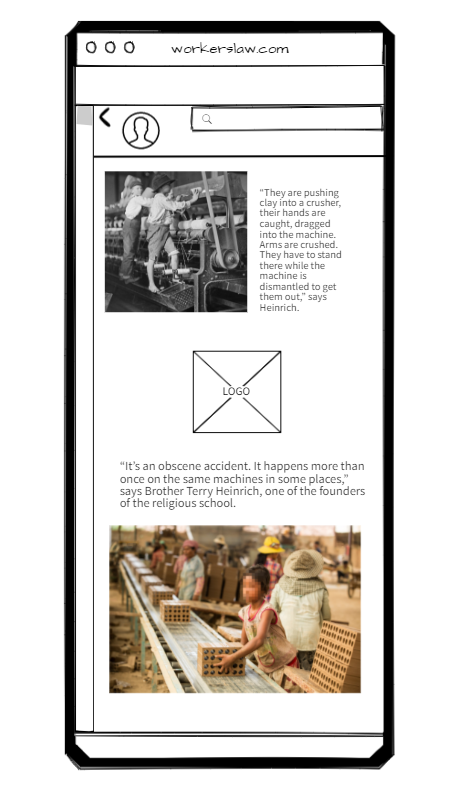 workerslaw.com
"They are pushing
clay into a crusher,
their hands are
caught, dragged
into the machine.
Arms are crushed.
They have to stand
there while the
machine is
dismantled to get
them out,” says
Heinrich.
LOGO
“It’s an obscene accident. It happens more than
once on the same machines in some places,”
says Brother Terry Heinrich, one of the founders
of the religious school.